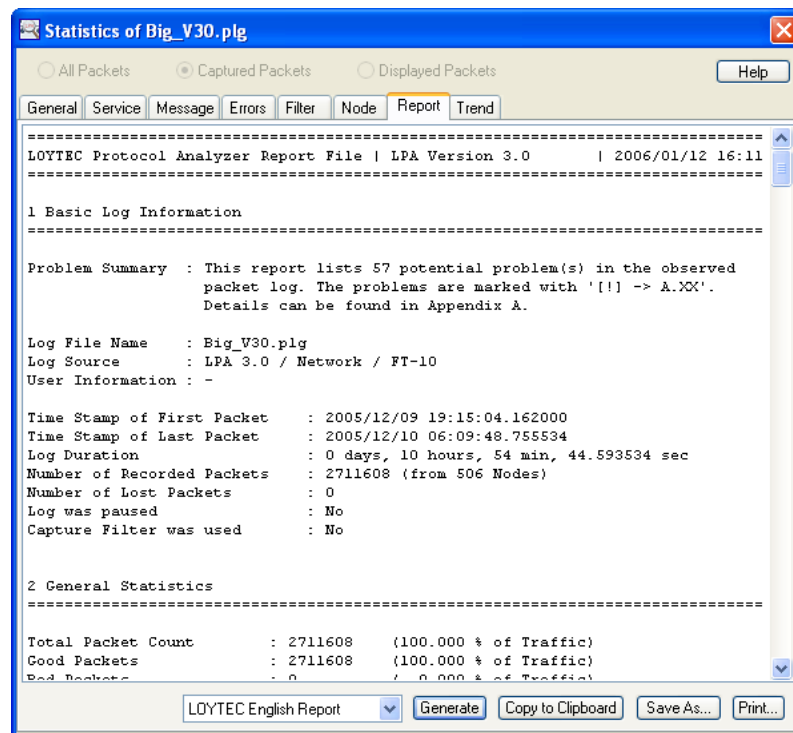 Statistics of Big_V30.plg
All Packets Captured Packets Displayed Packets Help
General Service Message Errors Filter Node Report Trend
================================================================================
LOYTEC Protocol Analyzer Report File | LPA Version 3.0 | 2006/01/12 16:11
================================================================================
1 Basic Log Information
================================================================================
Problem Summary : This report lists 57 potential problem(s) in the observed
packet log. The problems are marked with '[!] -> A.XX'.
Details can be found in Appendix A.
Log File Name : Big_V30.plg
Log Source : LPA 3.0 / Network / FT-10
User Information : -
Time Stamp of First Packet : 2005/12/09 19:15:04.162000
Time Stamp of Last Packet : 2005/12/10 06:09:48.755534
Log Duration : 0 days, 10 hours, 54 min, 44.593534 sec
Number of Recorded Packets : 2711608 (from 506 Nodes)
Number of Lost Packets : 0
Log was paused : No
Capture Filter was used : No
2 General Statistics
================================================================================
Total Packet Count : 2711608 (100.000 % of Traffic)
Good Packets : 2711608 (100.000 % of Traffic)
Bad Packets : 0 ( 0.000 % of Traffic)
LOYTEC English Report Generate Copy to Clipboard Save As... Print...